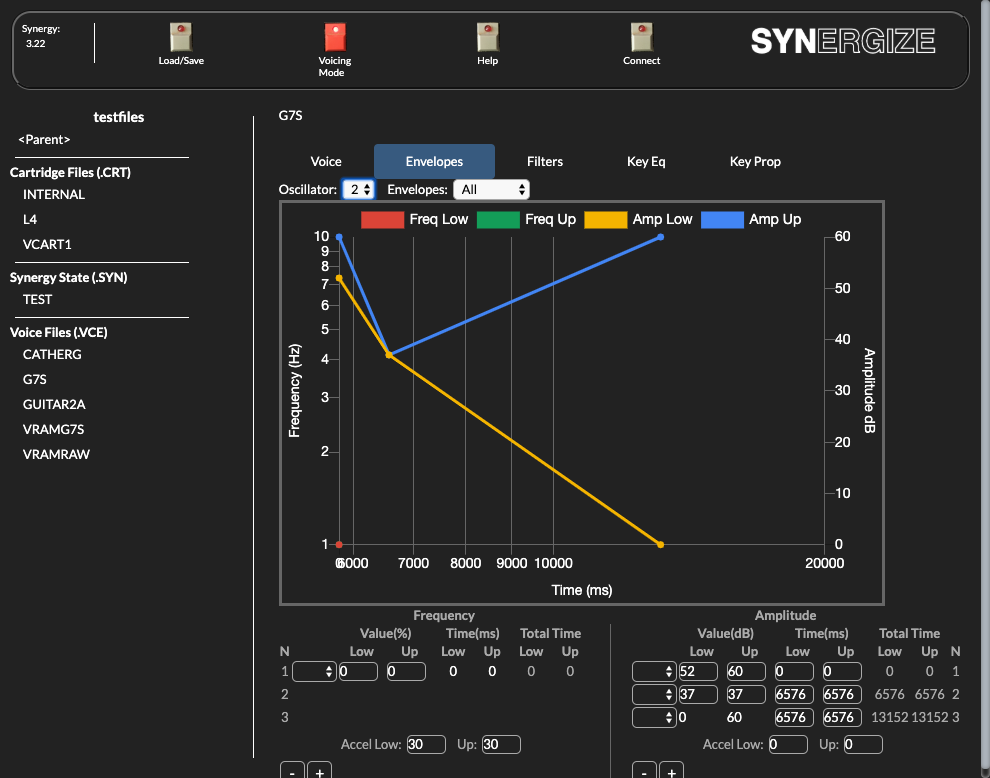 Synergy:
3.22
Load/Save
Voicing
Mode
Help
Connect
SYNERGIZE
testfiles
<Parent>
Cartridge Files (.CRT)
INTERNAL
L4
VCART1
Synergy State (.SYN)
TEST
Voice Files (.VCE)
CATHERG
G7S
GUITAR2A
VRAMG7S
VRAMRAW
G7S
Voice Envelopes Filters Key Eq Key Prop
Oscillator: 2 Envelopes: All
Freq Low Freq Up Amp Low Amp Up
10
9
8
7
6
5
4
3
2
1
Frequency (Hz)
60
50
40
30
20
10
0
Amplitude dB
0 6000 7000 8000 9000 10000 20000
Time (ms)
Frequency
Value(%) Time(ms) Total Time
N Low Up Low Up Low Up
1 0 0 0 0 0 0
2
3
Accel Low: 30 Up: 30
- +
Amplitude
Value(dB) Time(ms) Total Time
Low Up Low Up Low Up N
52 60 0 0 0 0 1
37 37 6576 6576 6576 6576 2
0 60 6576 6576 13152 13152 3
Accel Low: 0 Up: 0
- +